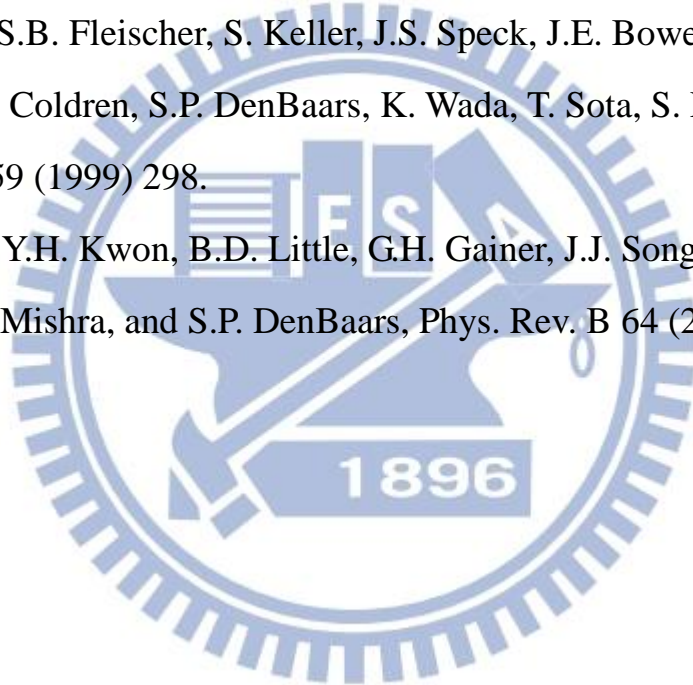 S.B. Fleischer, S. Keller, J.S. Speck, J.E. Bowe
Coldren, S.P. DenBaars, K. Wada, T. Sota, S.
59 (1999) 298.
E S A
Y.H. Kwon, B.D. Little, G.H. Gainer, J.J. Song
Mishra, and S.P. DenBaars, Phys. Rev. B 64 (2
1896